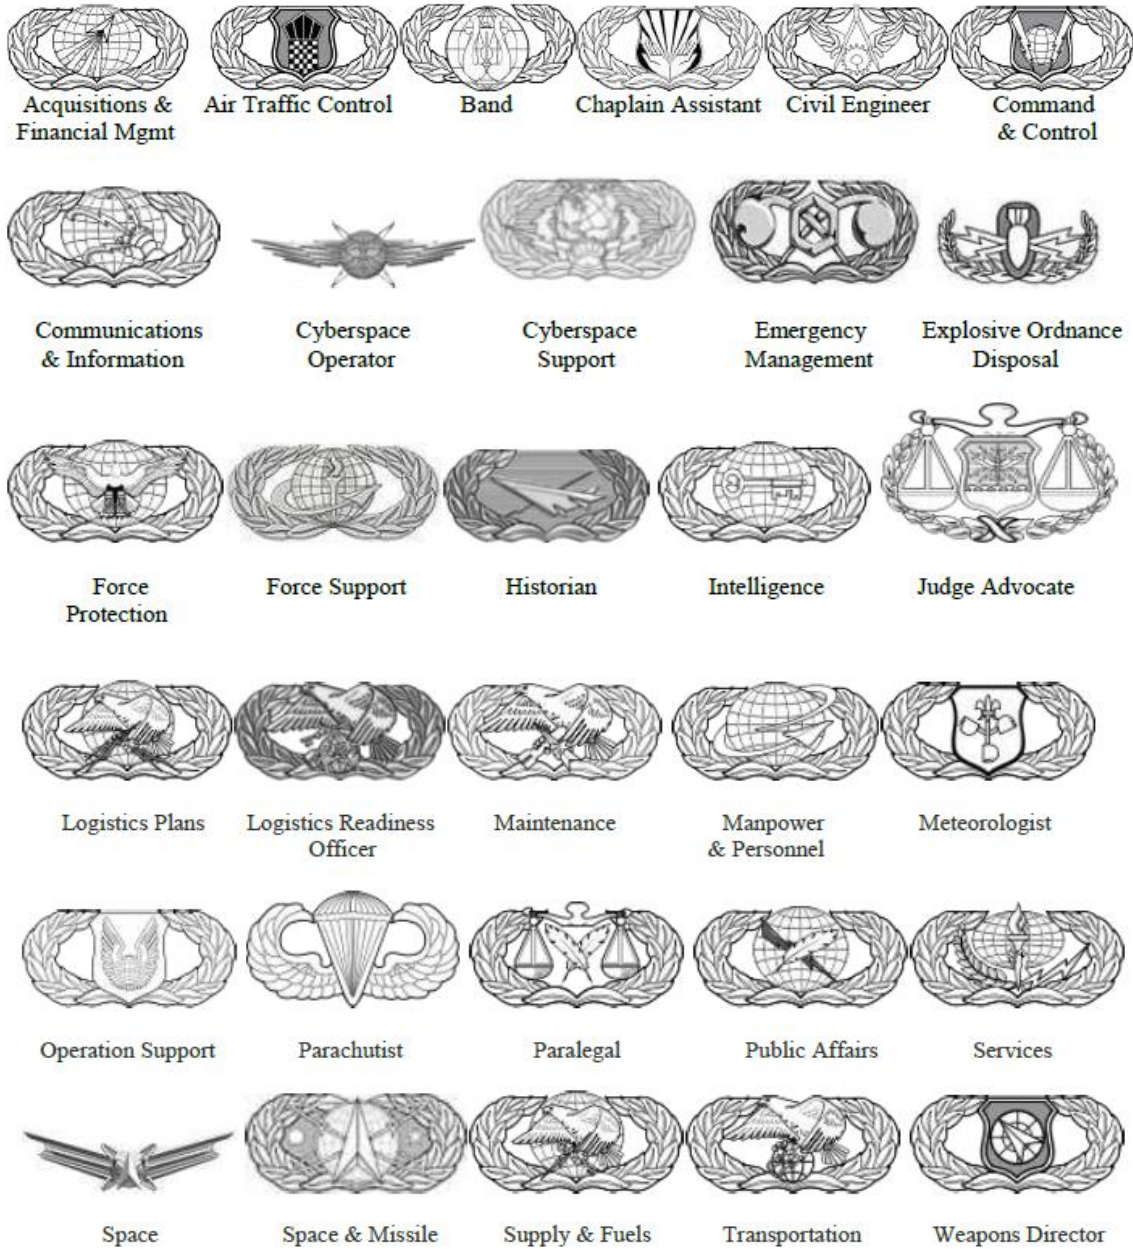 Acquisitions &
Financial Mgmt
Air Traffic Control
Band
Chaplain Assistant
Civil Engineer
Command
& Control
Communications
& Information
Cyberspace
Operator
Cyberspace
Support
Emergency
Management
Explosive Ordnance
Disposal
Force
Protection
Force Support
Historian
Intelligence
Judge Advocate
Logistics Plans
Logistics Readiness
Officer
Maintenance
Manpower
& Personnel
Meteorologist
Operation Support
Parachutist
Paralegal
Public Affairs
Services
Space
Space & Missile
Supply & Fuels
Transportation
Weapons Director